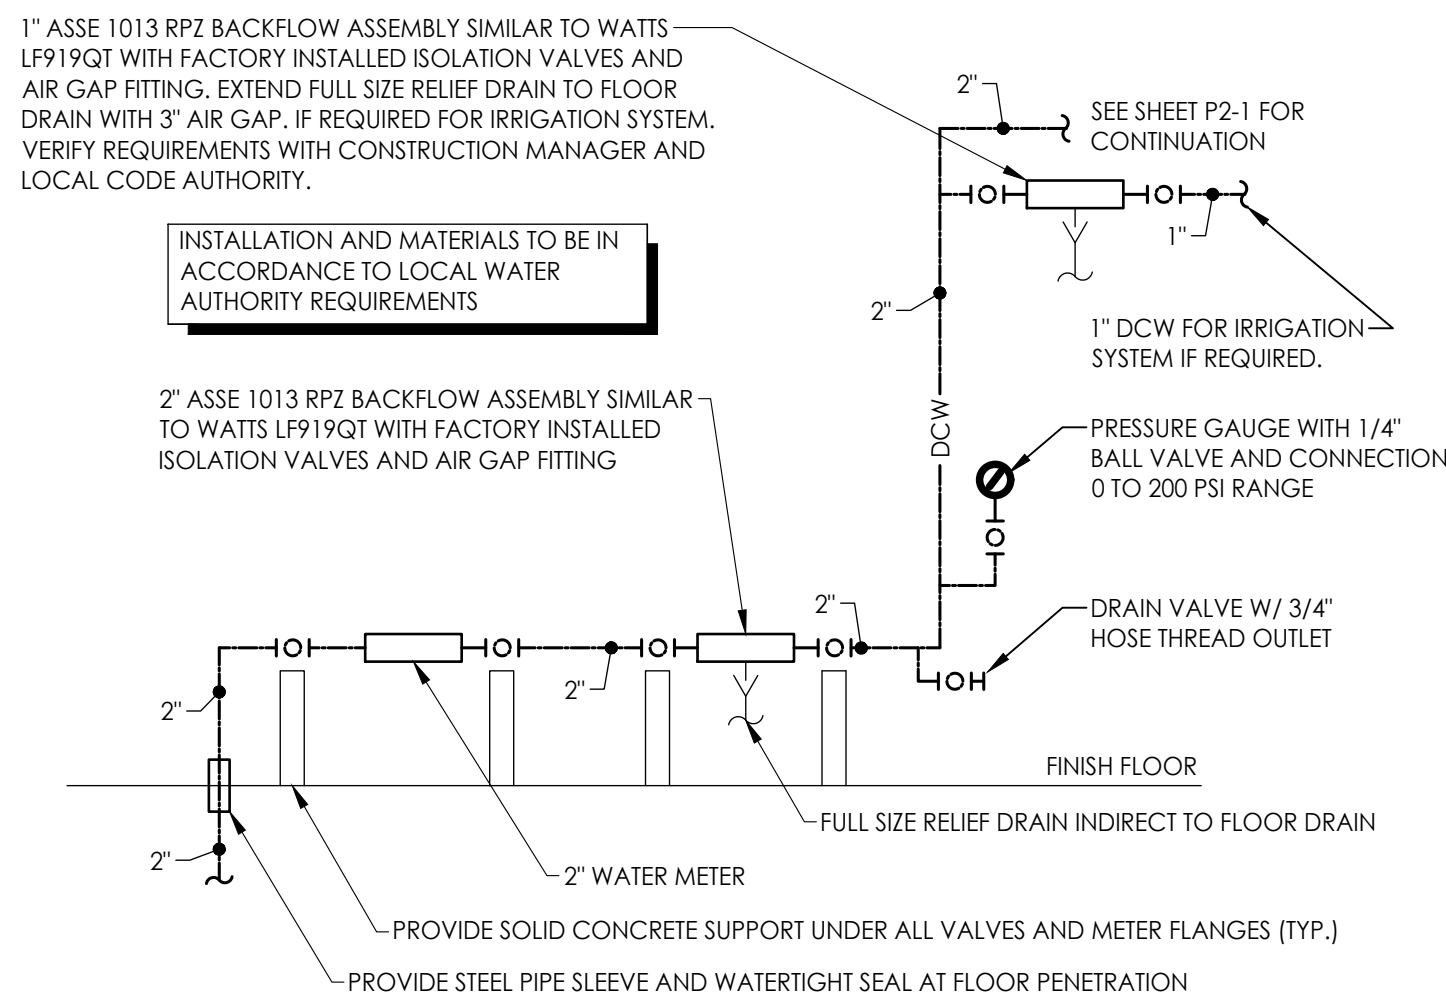 1" ASSE 1013 RPZ BACKFLOW ASSEMBLY SIMILAR TO WATTS
LF919QT WITH FACTORY INSTALLED ISOLATION VALVES AND
AIR GAP FITTING. EXTEND FULL SIZE RELIEF DRAIN TO FLOOR
DRAIN WITH 3" AIR GAP. IF REQUIRED FOR IRRIGATION SYSTEM.
VERIFY REQUIREMENTS WITH CONSTRUCTION MANAGER AND
LOCAL CODE AUTHORITY.
2"
SEE SHEET P2-1 FOR
CONTINUATION
1"
INSTALLATION AND MATERIALS TO BE IN
ACCORDANCE TO LOCAL WATER
AUTHORITY REQUIREMENTS
2"
1" DCW FOR IRRIGATION
SYSTEM IF REQUIRED.
2" ASSE 1013 RPZ BACKFLOW ASSEMBLY SIMILAR
TO WATTS LF919QT WITH FACTORY INSTALLED
ISOLATION VALVES AND AIR GAP FITTING
DCW
PRESSURE GAUGE WITH 1/4"
BALL VALVE AND CONNECTION
0 TO 200 PSI RANGE
2"
DRAIN VALVE W/ 3/4"
HOSE THREAD OUTLET
2"
2"
FINISH FLOOR
FULL SIZE RELIEF DRAIN INDIRECT TO FLOOR DRAIN
2"
2" WATER METER
PROVIDE SOLID CONCRETE SUPPORT UNDER ALL VALVES AND METER FLANGES (TYP.)
PROVIDE STEEL PIPE SLEEVE AND WATERTIGHT SEAL AT FLOOR PENETRATION